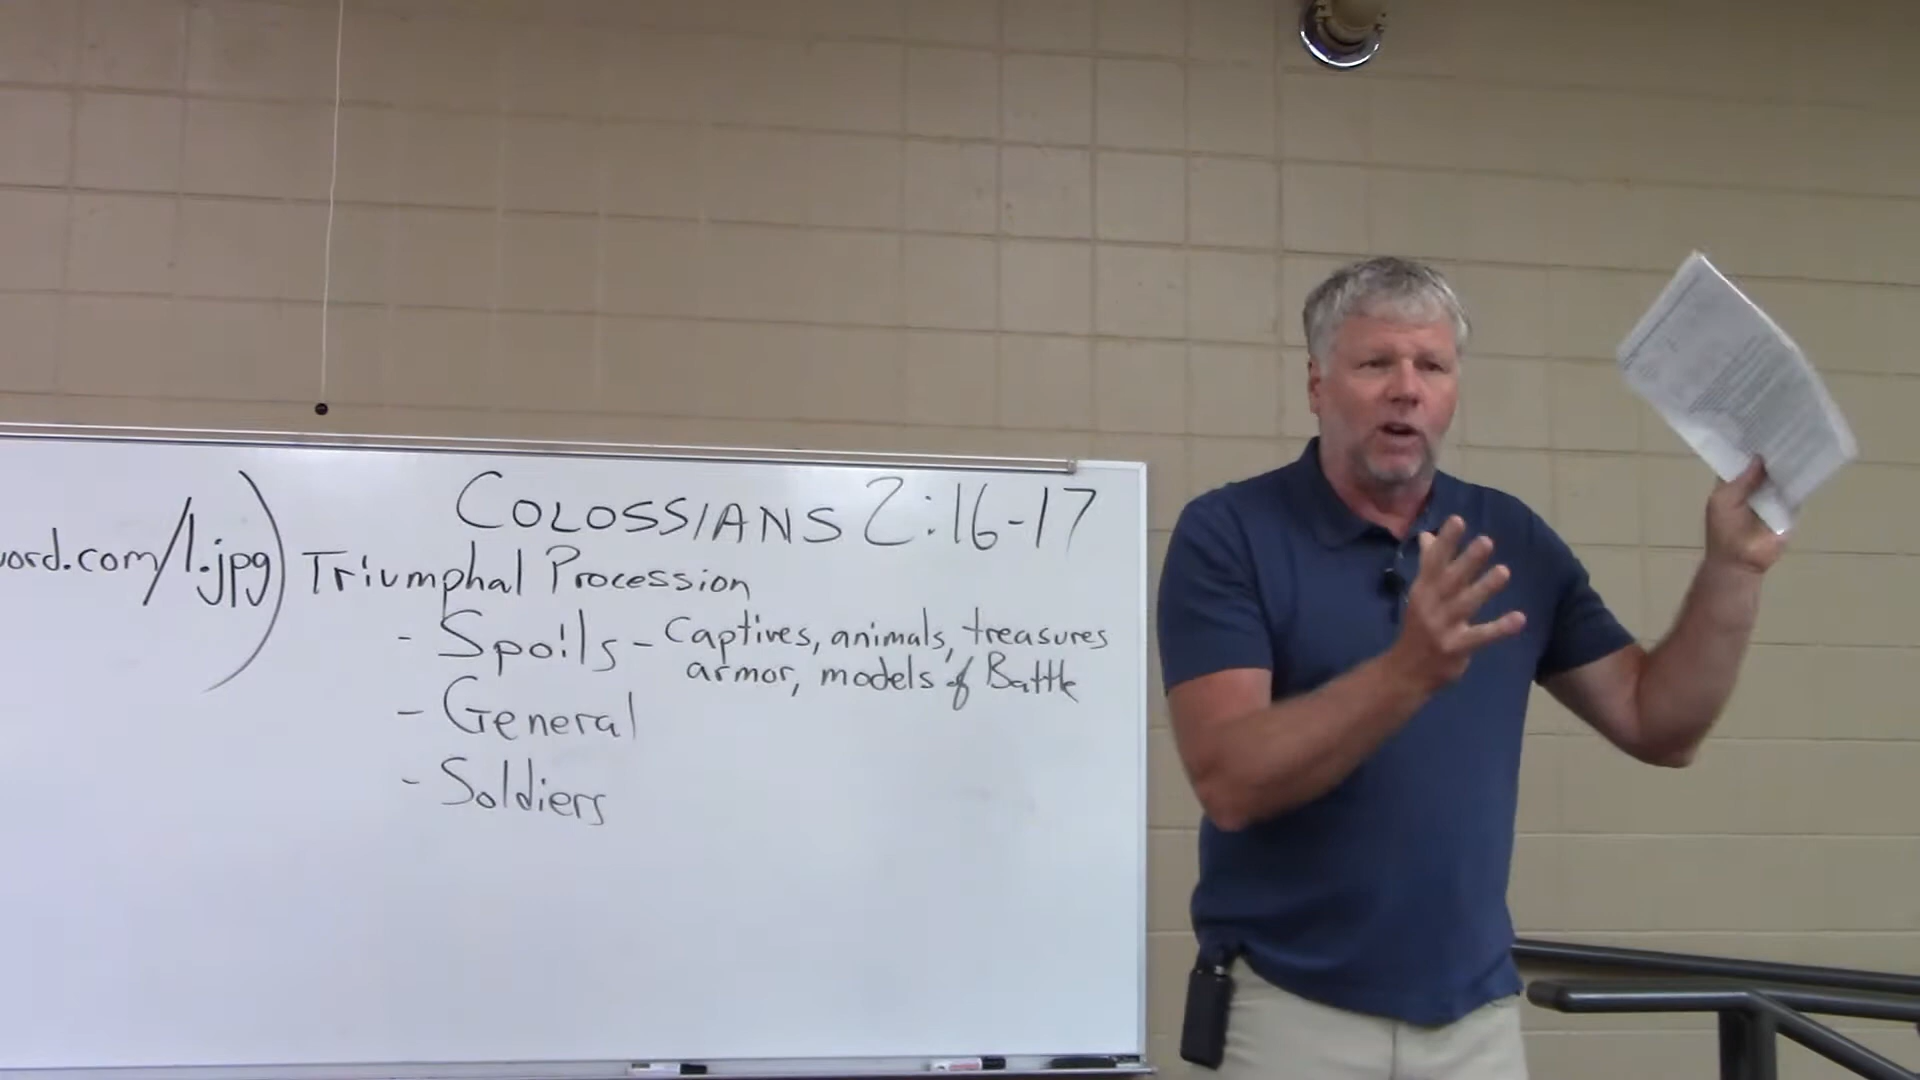 COLOSSIANS 2:16-17
word.com/1.jpg) Triumphal Procession
- Spoils - Captives, animals, treasures
armor, models of Battle
- General
- Soldiers